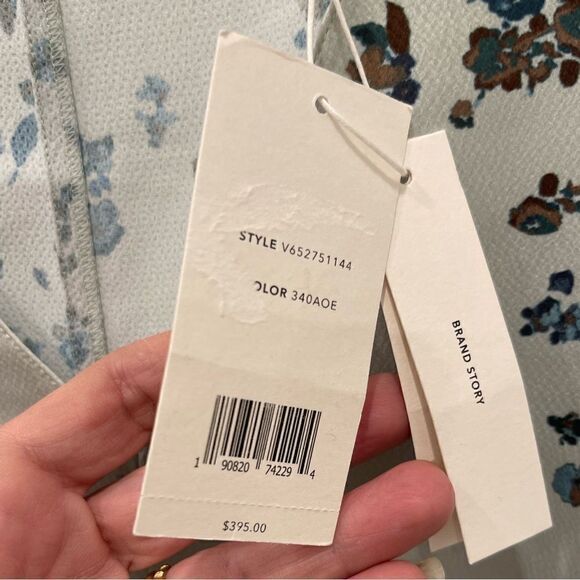 STYLE V652751144
OLOR 340AOE
1 90820 74229 4
$395.00
BRAND STORY